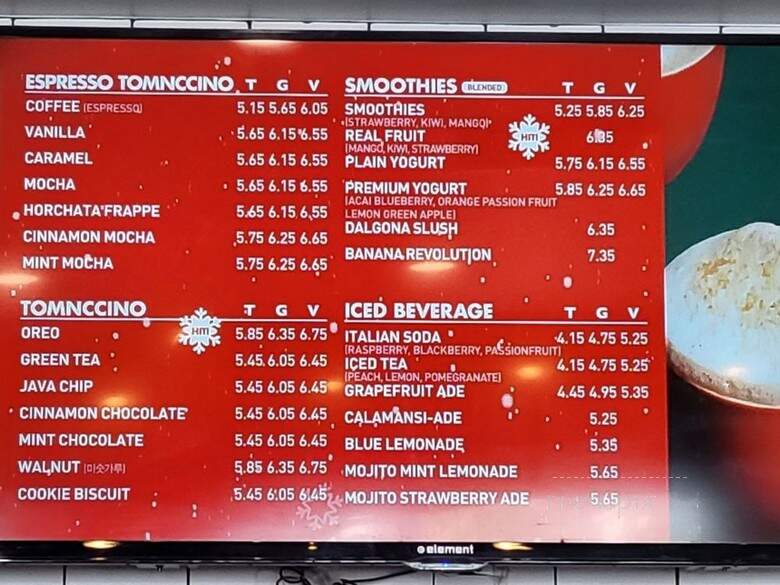 ESPRESSO TOMNCCINO T G V
COFFEE (ESPRESSO) 5.15 5.65 6.05
VANILLA 5.65 6.15 6.55
CARAMEL 5.65 6.15 6.55
MOCHA 5.65 6.15 6.55
HORCHATA FRAPPE 5.65 6.15 6.55
CINNAMON MOCHA 5.75 6.25 6.65
MINT MOCHA 5.75 6.25 6.65
TOMNCCINO T G V
HTTI
OREO 5.85 6.35 6.75
GREEN TEA 5.45 6.05 6.45
JAVA CHIP 5.45 6.05 6.45
CINNAMON CHOCOLATE 5.45 6.05 6.45
MINT CHOCOLATE 5.45 6.05 6.45
WALNUT (미숫가루) 5.85 6.35 6.75
COOKIE BISCUIT 5.45 6.05 6.45
SMOOTHIES BLENDED T G V
SMOOTHIES 5.25 5.85 6.25
(STRAWBERRY, KIWI, MANGO)
REAL FRUIT HTTI
(MANGO, KIWI, STRAWBERRY)
PLAIN YOGURT 5.75 6.15 6.55
PREMIUM YOGURT 5.85 6.25 6.65
(ACAI BLUEBERRY, ORANGE PASSION FRUIT
LEMON GREEN APPLE)
DALGONA SLUSH 6.35
BANANA REVOLUTION 7.35
ICED BEVERAGE T G V
ITALIAN SODA 4.15 4.75 5.25
(RASPBERRY, BLACKBERRY, PASSIONFRUIT)
ICED TEA 4.15 4.75 5.25
(PEACH, LEMON, POMEGRANATE)
GRAPEFRUIT ADE 4.45 4.95 5.35
CALAMANSI-ADE 5.25
BLUE LEMONADE 5.35
MOJITO MINT LEMONADE 5.65
MOJITO STRAWBERRY ADE 5.65
element